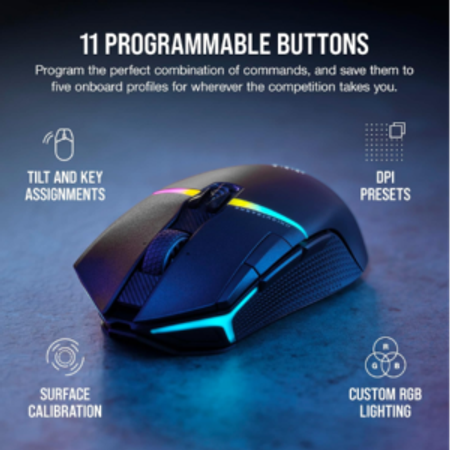 11 PROGRAMMABLE BUTTONS
Program the perfect combination of commands, and save them to
five onboard profiles for wherever the competition takes you.
TILT AND KEY
ASSIGNMENTS
DPI
PRESETS
SURFACE
CALIBRATION
R
G B
CUSTOM RGB
LIGHTING